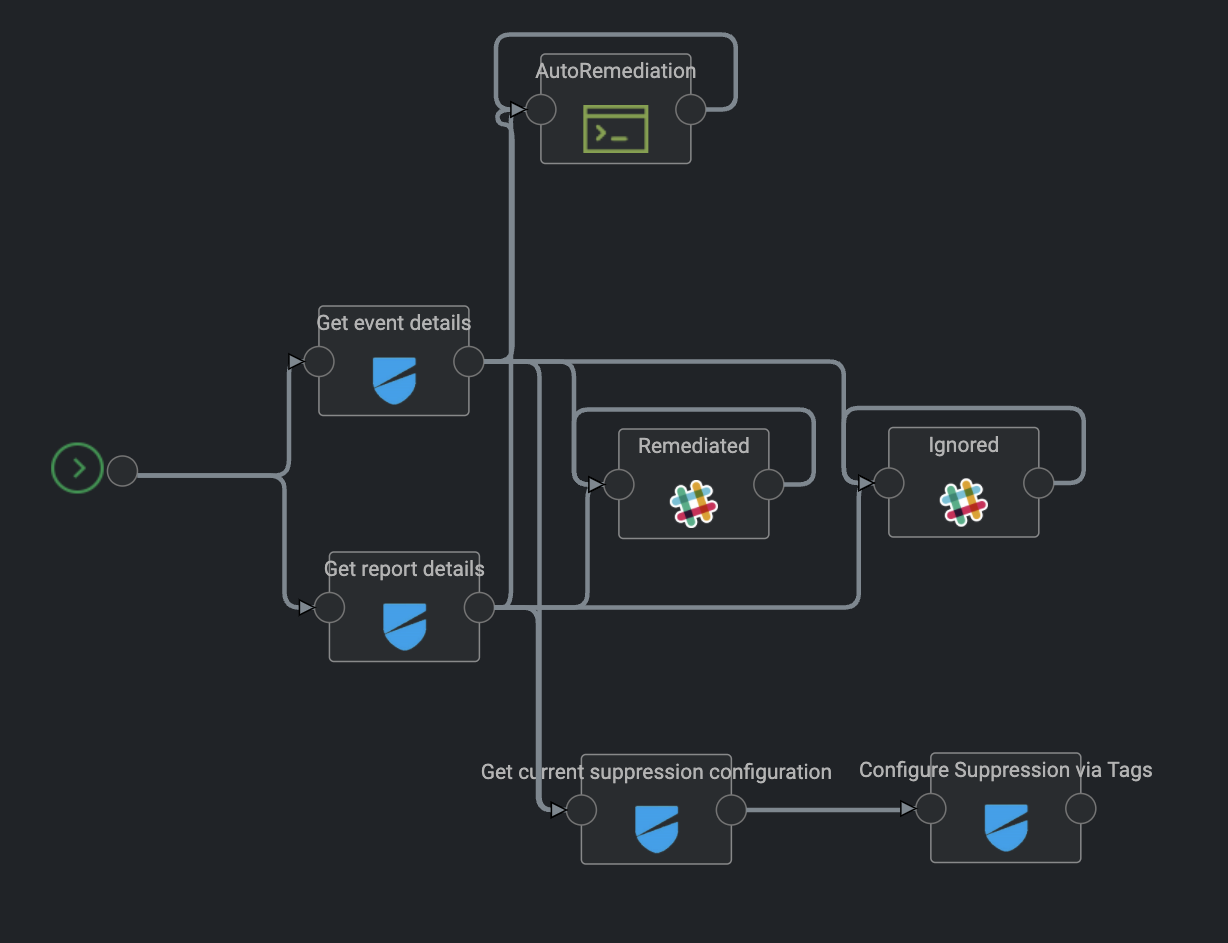 AutoRemediation
Get event details
Remediated
Ignored
Get report details
Get current suppression configuration
Configure Suppression via Tags